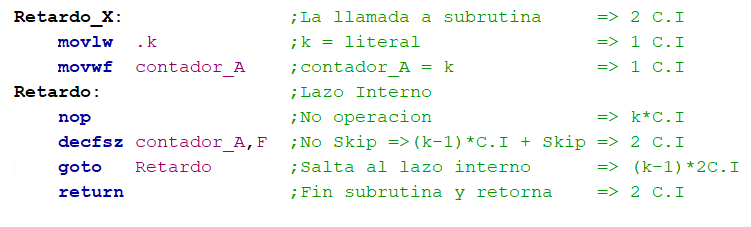 Retardo_X: ;La llamada a subrutina => 2 C.I
movlw .k ;k = literal => 1 C.I
movwf contador_A ;contador_A = k => 1 C.I
Retardo: ;Lazo Interno
nop ;No operacion => k*C.I
decfsz contador_A,F ;No Skip =>(k-1)*C.I + Skip => 2 C.I
goto Retardo ;Salta al lazo interno => (k-1)*2C.I
return ;Fin subrutina y retorna => 2 C.I